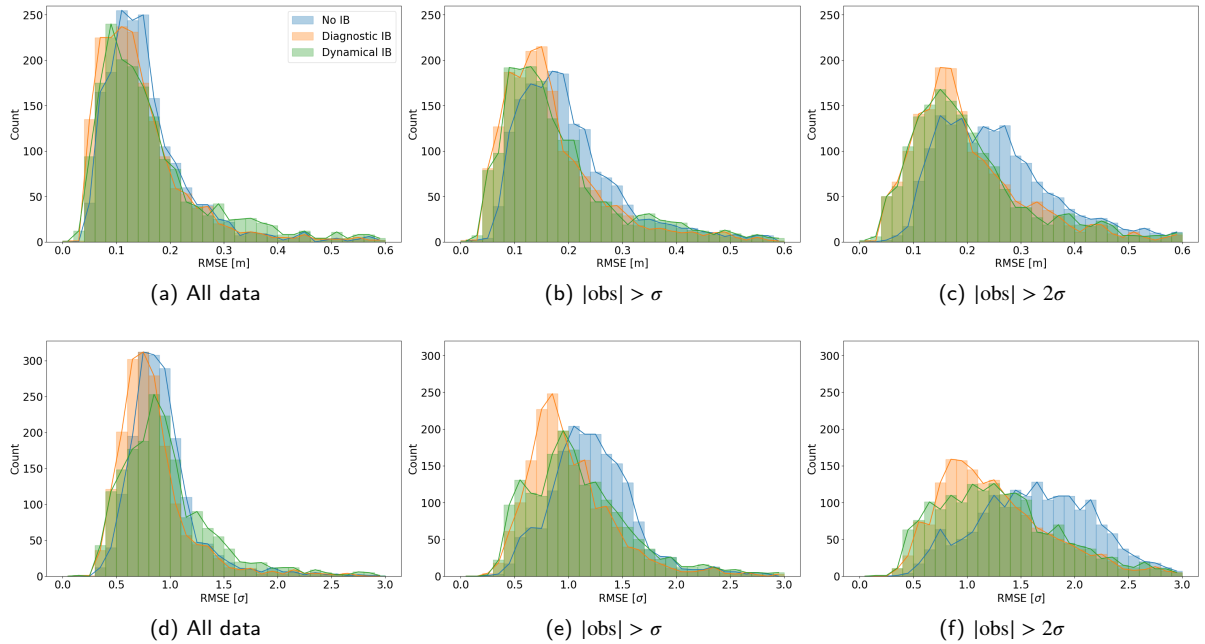 250
200
150
100
50
0
Count
0.0 0.1 0.2 0.3 0.4 0.5 0.6
RMSE [m]
No IB
Diagnostic IB
Dynamical IB
(a) All data
250
200
150
100
50
0
Count
0.0 0.1 0.2 0.3 0.4 0.5 0.6
RMSE [m]
(b) |obs| > σ
250
200
150
100
50
0
Count
0.0 0.1 0.2 0.3 0.4 0.5 0.6
RMSE [m]
(c) |obs| > 2σ
300
250
200
150
100
50
0
Count
0.0 0.5 1.0 1.5 2.0 2.5 3.0
RMSE [σ]
(d) All data
300
250
200
150
100
50
0
Count
0.0 0.5 1.0 1.5 2.0 2.5 3.0
RMSE [σ]
(e) |obs| > σ
300
250
200
150
100
50
0
Count
0.0 0.5 1.0 1.5 2.0 2.5 3.0
RMSE [σ]
(f) |obs| > 2σ